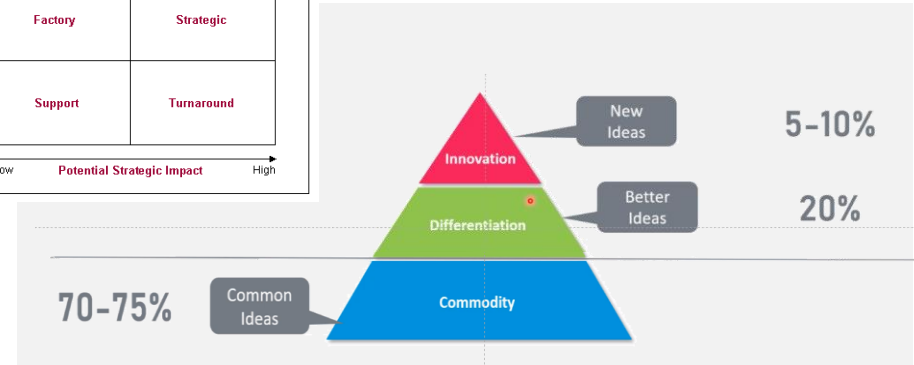 Factory
Strategic
Support
Turnaround
ow
Potential Strategic Impact
High
New
Ideas
5-10%
Innovation
Better
Ideas
20%
Differentiation
70-75%
Common
Ideas
Commodity